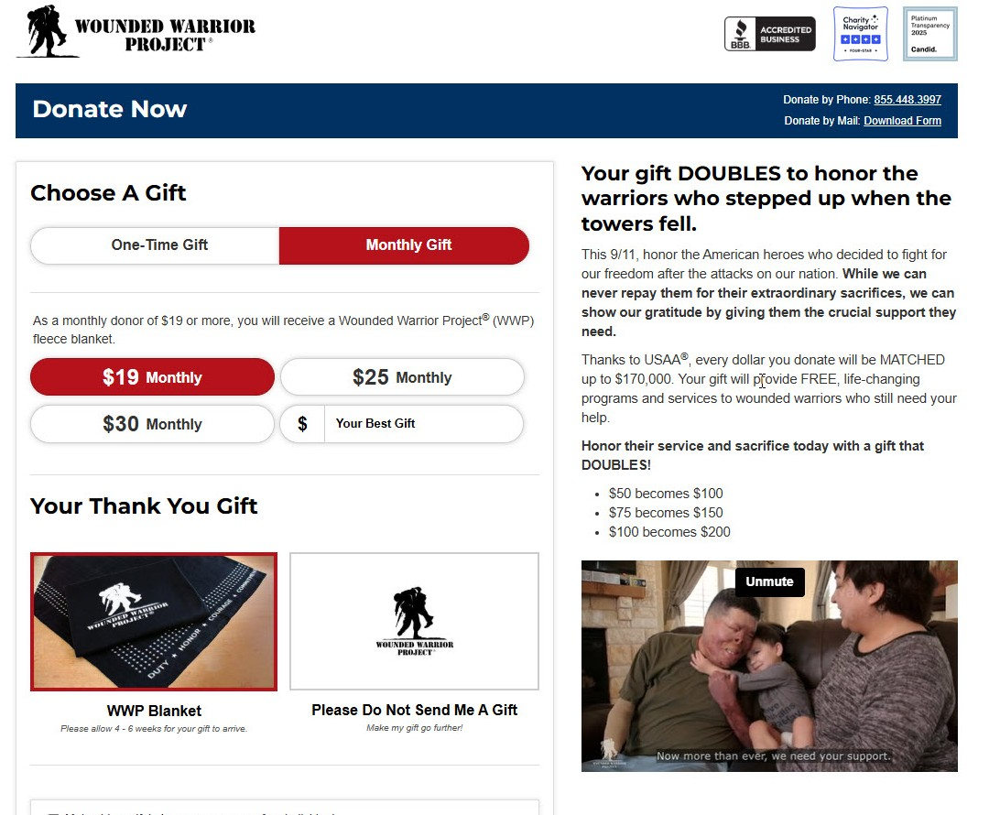 WOUNDED WARRIOR
PROJECT®
BBB
ACCREDITED
BUSINESS
Charity
Navigator
FOUR-STAR
Platinum
Transparency
2025
Candid.
Donate Now
Donate by Phone: 855.448.3997
Donate by Mail: Download Form
Choose A Gift
One-Time Gift
Monthly Gift
As a monthly donor of $19 or more, you will receive a Wounded Warrior Project® (WWP)
fleece blanket.
$19 Monthly
$25 Monthly
$30 Monthly
$ Your Best Gift
Your Thank You Gift
WOUNDED WARRIOR
PROJECT®
DUTY ★ HONOR ★ COURAGE ★ COMMITMENT
WWP Blanket
Please allow 4 - 6 weeks for your gift to arrive.
WOUNDED WARRIOR
PROJECT
Please Do Not Send Me A Gift
Make my gift go further!
Your gift DOUBLES to honor the
warriors who stepped up when the
towers fell.
This 9/11, honor the American heroes who decided to fight for
our freedom after the attacks on our nation. While we can
never repay them for their extraordinary sacrifices, we can
show our gratitude by giving them the crucial support they
need.
Thanks to USAA®, every dollar you donate will be MATCHED
up to $170,000. Your gift will provide FREE, life-changing
programs and services to wounded warriors who still need your
help.
Honor their service and sacrifice today with a gift that
DOUBLES!
• $50 becomes $100
• $75 becomes $150
• $100 becomes $200
Unmute
Now more than ever, we need your support.